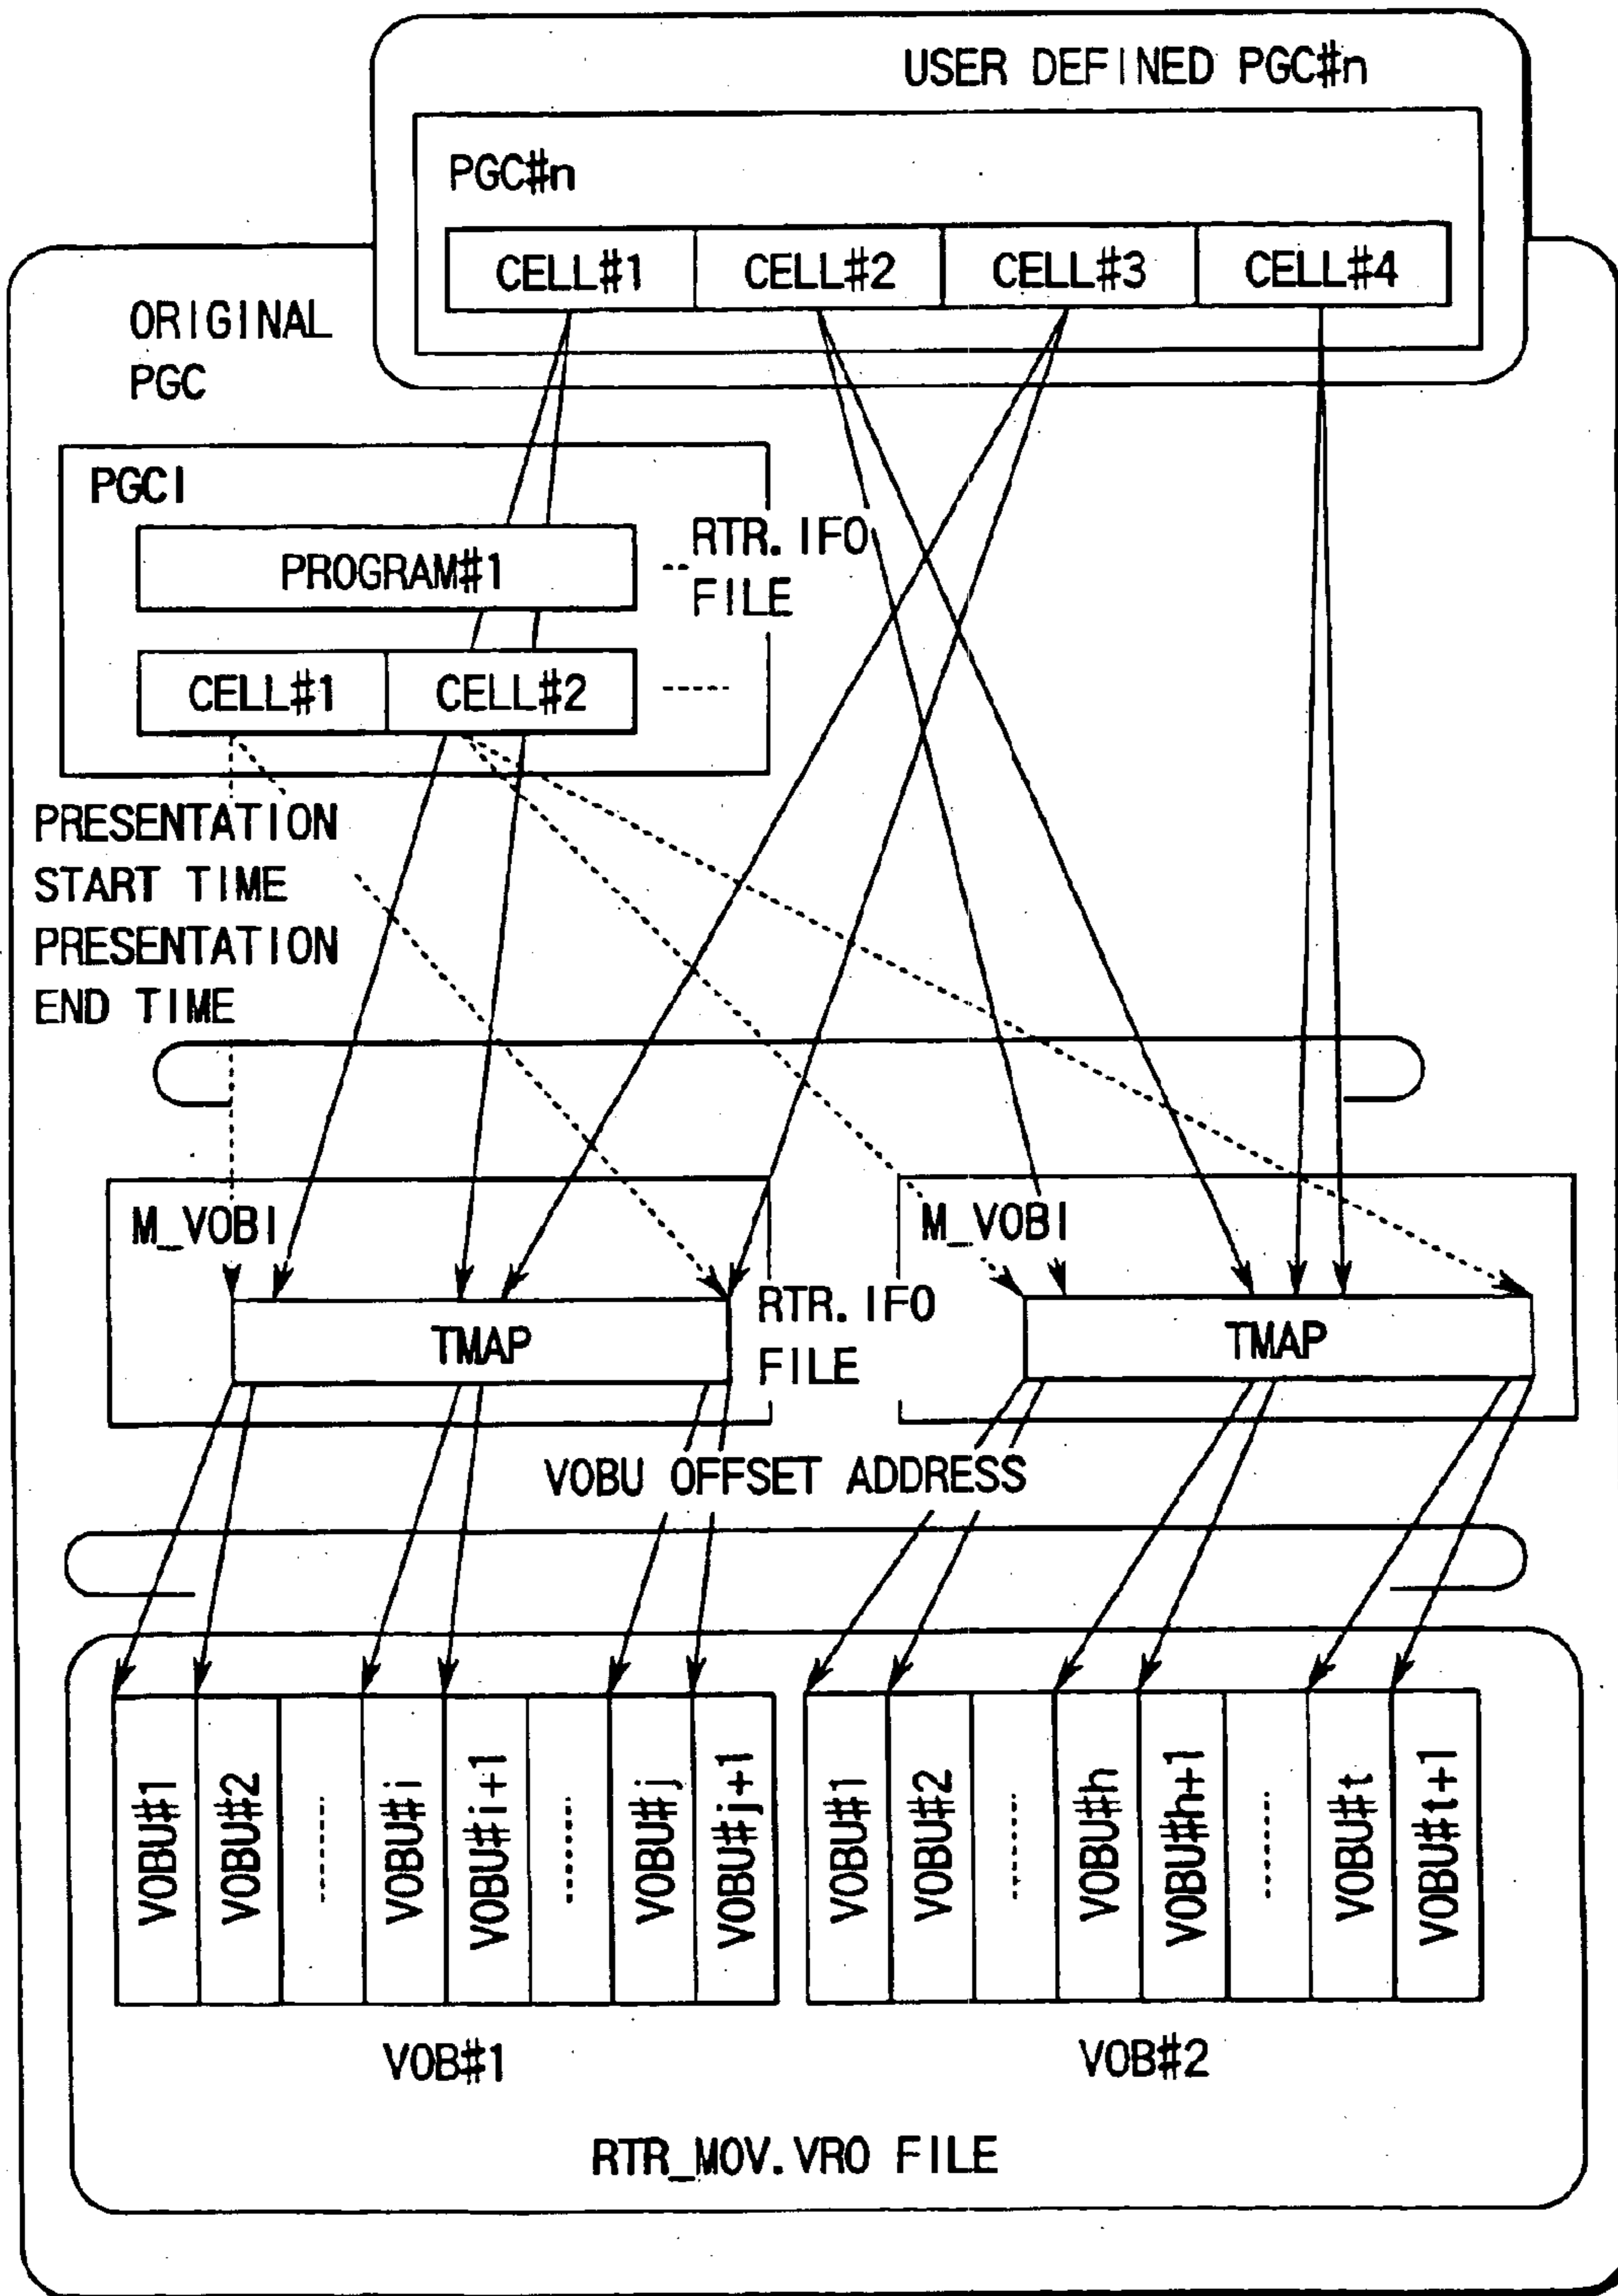 USER DEFINED PGC#n
PGC#n
CELL#1 CELL#2 CELL#3 CELL#4
ORIGINAL
PGC
PGCI
PROGRAM#1
RTR.IFO
FILE
CELL#1 CELL#2
PRESENTATION
START TIME
PRESENTATION
END TIME
M_VOBI
TMAP
RTR.IFO
FILE
M_VOBI
TMAP
VOBU OFFSET ADDRESS
VOBU#1
VOBU#2
VOBU#i
VOBU#i+1
VOBU#j
VOBU#j+1
VOBU#1
VOBU#2
VOBU#h
VOBU#h+1
VOBU#t
VOBU#t+1
VOB#1
VOB#2
RTR_MOV.VRO FILE